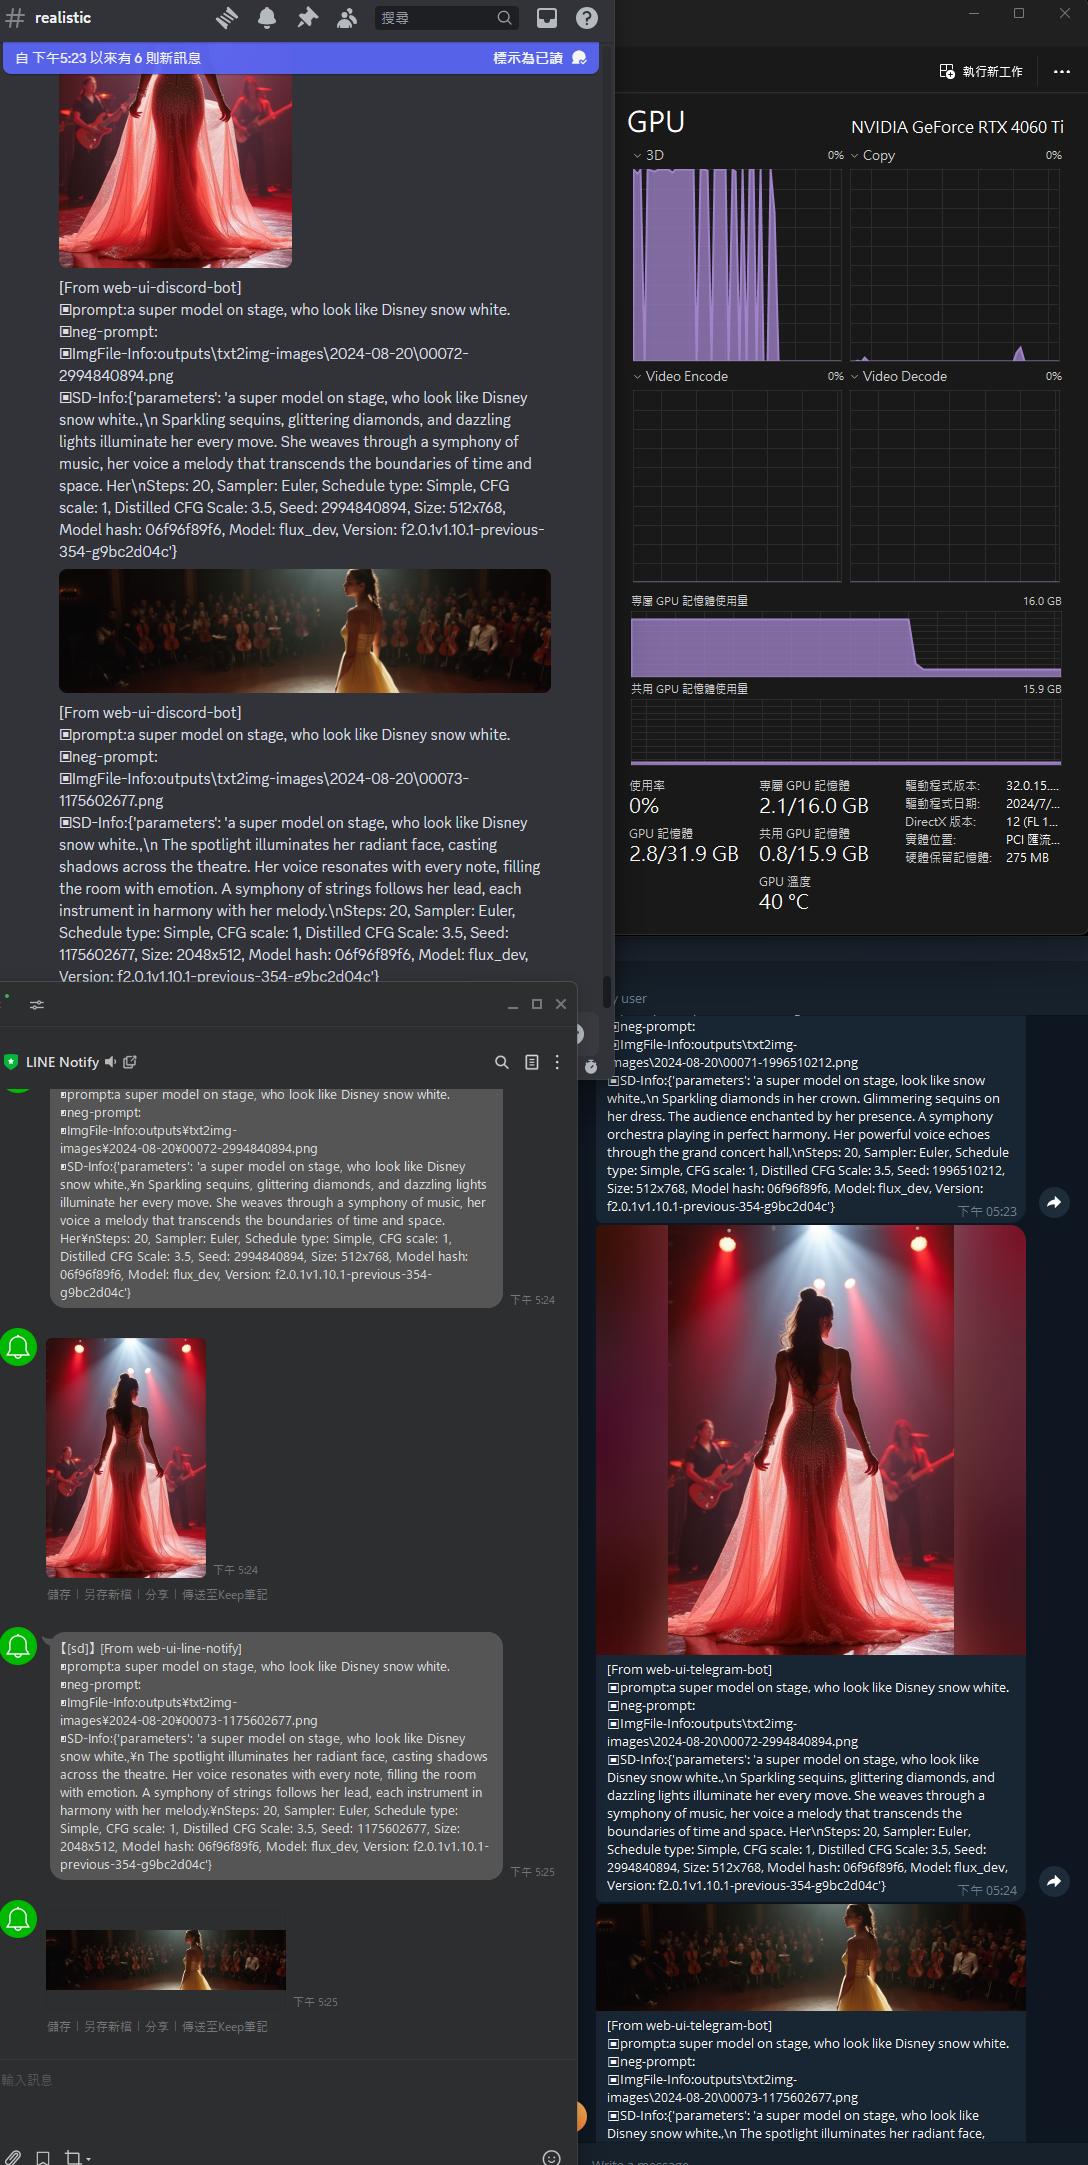 realistic
搜尋
自 下午5:23 以來有 6 則新訊息
標示為已讀
[From web-ui-discord-bot]
▣prompt:a super model on stage, who look like Disney snow white.
▣neg-prompt:
▣ImgFile-Info:outputs\txt2img-images\2024-08-20\00072-
2994840894.png
▣SD-Info:{'parameters': 'a super model on stage, who look like Disney
snow white.,\n Sparkling sequins, glittering diamonds, and dazzling
lights illuminate her every move. She weaves through a symphony of
music, her voice a melody that transcends the boundaries of time and
space. Her\nSteps: 20, Sampler: Euler, Schedule type: Simple, CFG
scale: 1, Distilled CFG Scale: 3.5, Seed: 2994840894, Size: 512x768,
Model hash: 06f96f89f6, Model: flux_dev, Version: f2.0.1v1.10.1-previous-
354-g9bc2d04c'}
[From web-ui-discord-bot]
▣prompt:a super model on stage, who look like Disney snow white.
▣neg-prompt:
▣ImgFile-Info:outputs\txt2img-images\2024-08-20\00073-
1175602677.png
▣SD-Info:{'parameters': 'a super model on stage, who look like Disney
snow white.,\n The spotlight illuminates her radiant face, casting
shadows across the theatre. Her voice resonates with every note, filling
the room with emotion. A symphony of strings follows her lead, each
instrument in harmony with her melody.\nSteps: 20, Sampler: Euler,
Schedule type: Simple, CFG scale: 1, Distilled CFG Scale: 3.5, Seed:
1175602677, Size: 2048x512, Model hash: 06f96f89f6, Model: flux_dev,
Version: f2.0.1v1.10.1-previous-354-g9bc2d04c'}
執行新工作
GPU
NVIDIA GeForce RTX 4060 Ti
3D 0%
Copy 0%
Video Encode 0%
Video Decode 0%
專屬 GPU 記憶體使用量 16.0 GB
共用 GPU 記憶體使用量 15.9 GB
使用率
0%
專屬 GPU 記憶體
2.1/16.0 GB
GPU 記憶體
2.8/31.9 GB
共用 GPU 記憶體
0.8/15.9 GB
GPU 溫度
40 °C
驅動程式版本: 32.0.15....
驅動程式日期: 2024/7/...
DirectX 版本: 12 (FL 1...
實體位置: PCI 匯流...
硬體保留記憶體: 275 MB
LINE Notify
prompt:a super model on stage, who look like Disney snow white.
neg-prompt:
ImgFile-Info:outputs¥txt2img-
images¥2024-08-20¥00072-2994840894.png
SD-Info:{'parameters': 'a super model on stage, who look like Disney
snow white.,¥n Sparkling sequins, glittering diamonds, and dazzling lights
illuminate her every move. She weaves through a symphony of music, her
voice a melody that transcends the boundaries of time and space.
Her¥nSteps: 20, Sampler: Euler, Schedule type: Simple, CFG scale: 1,
Distilled CFG Scale: 3.5, Seed: 2994840894, Size: 512x768, Model hash:
06f96f89f6, Model: flux_dev, Version: f2.0.1v1.10.1-previous-354-
g9bc2d04c'}
下午 5:24
下午 5:24
儲存 | 另存新檔 | 分享 | 傳送至Keep筆記
【[sd]】[From web-ui-line-notify]
prompt:a super model on stage, who look like Disney snow white.
neg-prompt:
ImgFile-Info:outputs¥txt2img-
images¥2024-08-20¥00073-1175602677.png
SD-Info:{'parameters': 'a super model on stage, who look like Disney
snow white.,¥n The spotlight illuminates her radiant face, casting shadows
across the theatre. Her voice resonates with every note, filling the room
with emotion. A symphony of strings follows her lead, each instrument in
harmony with her melody.¥nSteps: 20, Sampler: Euler, Schedule type:
Simple, CFG scale: 1, Distilled CFG Scale: 3.5, Seed: 1175602677, Size:
2048x512, Model hash: 06f96f89f6, Model: flux_dev, Version: f2.0.1v1.10.1-
previous-354-g9bc2d04c'}
下午 5:25
下午 5:25
儲存 | 另存新檔 | 分享 | 傳送至Keep筆記
輸入訊息
user
▣neg-prompt:
▣ImgFile-Info:outputs\txt2img-
images\2024-08-20\00071-1996510212.png
▣SD-Info:{'parameters': 'a super model on stage, look like snow
white.,\n Sparkling diamonds in her crown. Glimmering sequins on
her dress. The audience enchanted by her presence. A symphony
orchestra playing in perfect harmony. Her powerful voice echoes
through the grand concert hall,\nSteps: 20, Sampler: Euler, Schedule
type: Simple, CFG scale: 1, Distilled CFG Scale: 3.5, Seed: 1996510212,
Size: 512x768, Model hash: 06f96f89f6, Model: flux_dev, Version:
f2.0.1v1.10.1-previous-354-g9bc2d04c'}
下午 05:23
[From web-ui-telegram-bot]
▣prompt:a super model on stage, who look like Disney snow white.
▣neg-prompt:
▣ImgFile-Info:outputs\txt2img-
images\2024-08-20\00072-2994840894.png
▣SD-Info:{'parameters': 'a super model on stage, who look like
Disney snow white.,\n Sparkling sequins, glittering diamonds, and
dazzling lights illuminate her every move. She weaves through a
symphony of music, her voice a melody that transcends the
boundaries of time and space. Her\nSteps: 20, Sampler: Euler,
Schedule type: Simple, CFG scale: 1, Distilled CFG Scale: 3.5, Seed:
2994840894, Size: 512x768, Model hash: 06f96f89f6, Model: flux_dev,
Version: f2.0.1v1.10.1-previous-354-g9bc2d04c'}
下午 05:24
[From web-ui-telegram-bot]
▣prompt:a super model on stage, who look like Disney snow white.
▣neg-prompt:
▣ImgFile-Info:outputs\txt2img-
images\2024-08-20\00073-1175602677.png
▣SD-Info:{'parameters': 'a super model on stage, who look like
Disney snow white.,\n The spotlight illuminates her radiant face,
Write a message